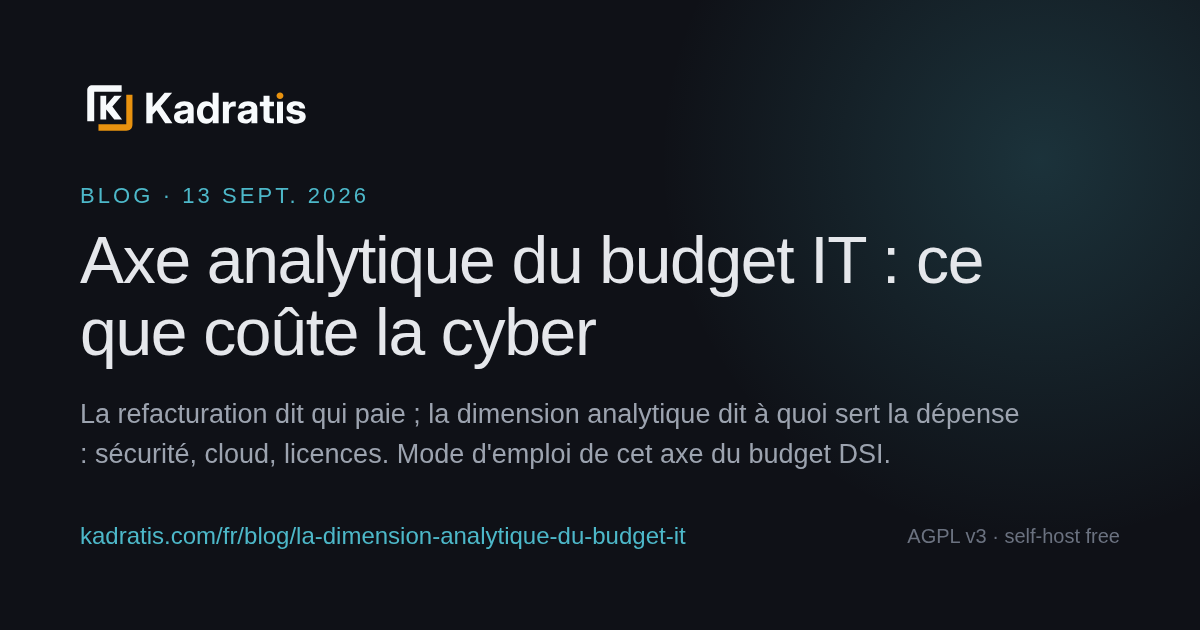 Kadratis
BLOG · 13 SEPT. 2026
Axe analytique du budget IT : ce
que coûte la cyber
La refacturation dit qui paie ; la dimension analytique dit à quoi sert la dépense
: sécurité, cloud, licences. Mode d'emploi de cet axe du budget DSI.
kadratis.com/fr/blog/la-dimension-analytique-du-budget-it
AGPL v3 · self-host free